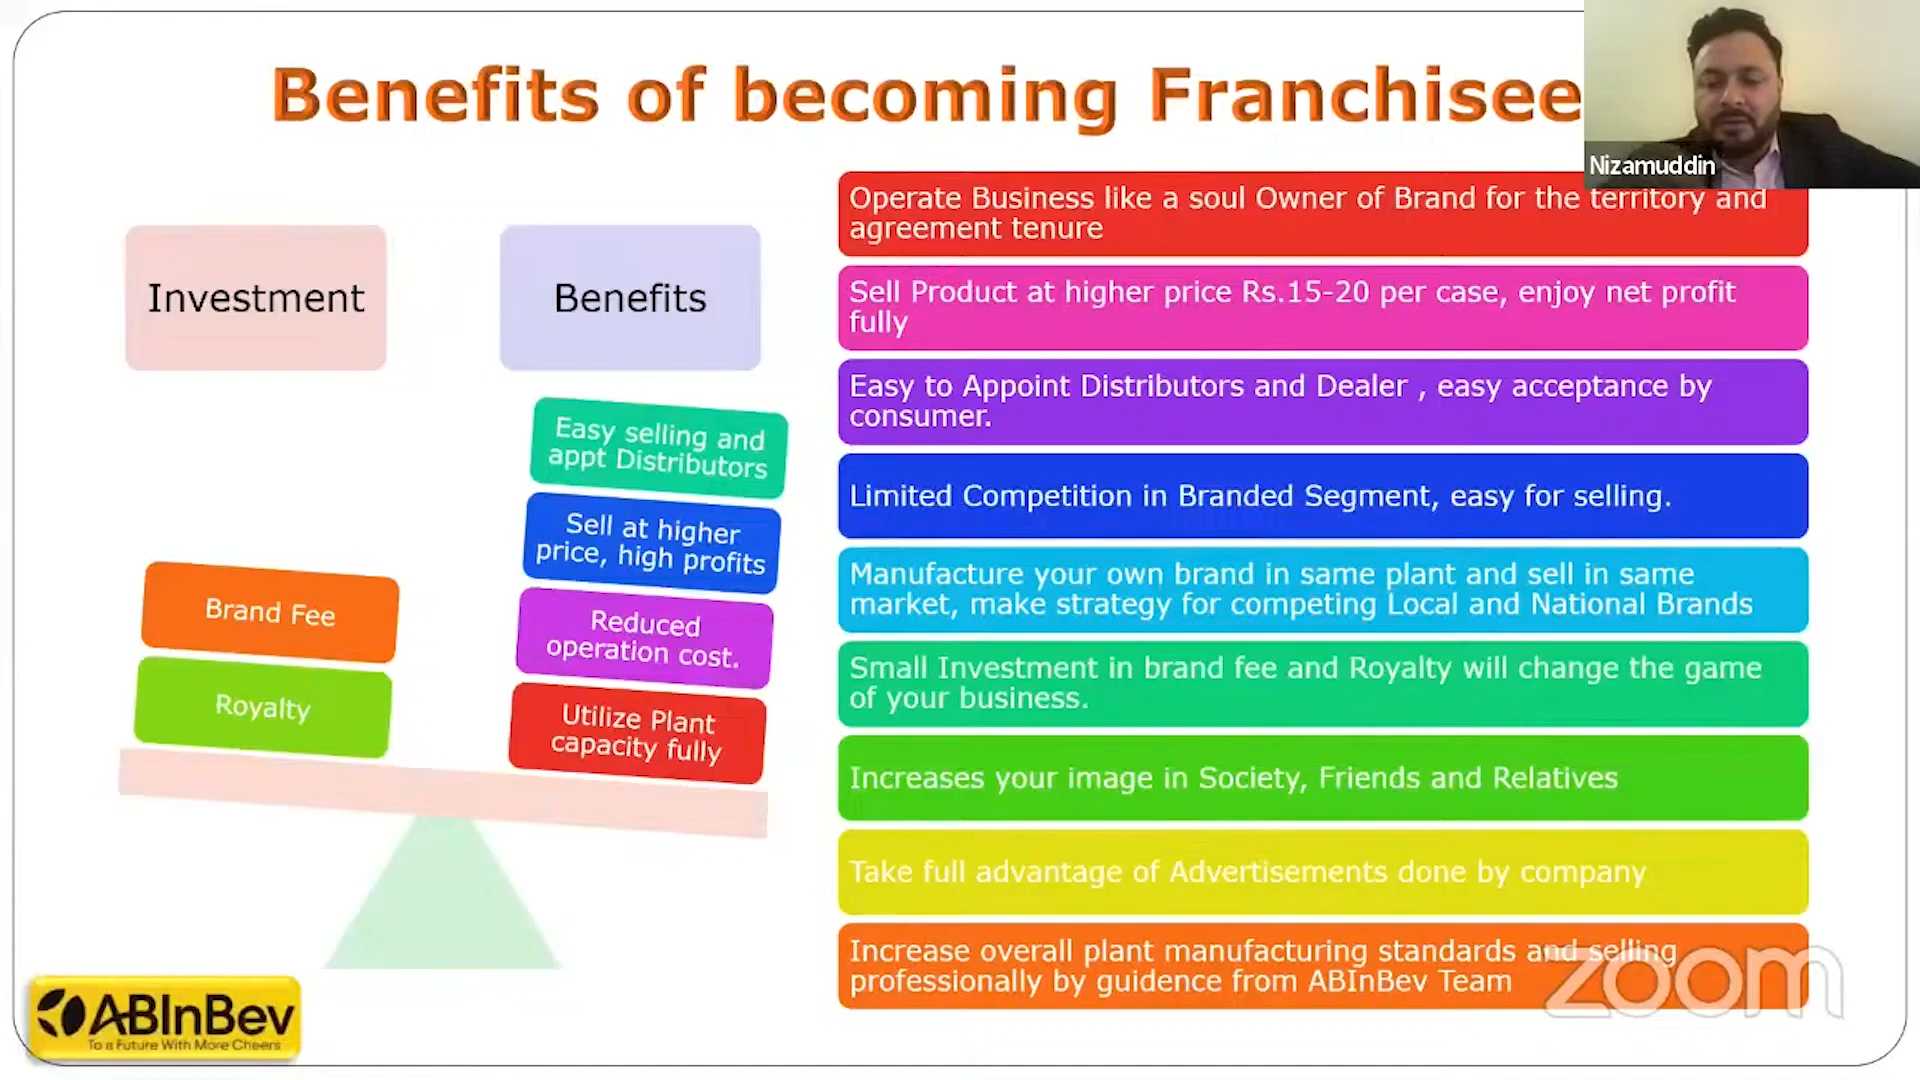 Benefits of becoming Franchisee
Nizamuddin
Investment
Benefits
Easy selling and
appt Distributors
Sell at higher
price, high profits
Reduced
operation cost.
Utilize Plant
capacity fully
Brand Fee
Royalty
Operate Business like a soul Owner of Brand for the territory and
agreement tenure
Sell Product at higher price Rs.15-20 per case, enjoy net profit
fully
Easy to Appoint Distributors and Dealer , easy acceptance by
consumer.
Limited Competition in Branded Segment, easy for selling.
Manufacture your own brand in same plant and sell in same
market, make strategy for competing Local and National Brands
Small Investment in brand fee and Royalty will change the game
of your business.
Increases your image in Society, Friends and Relatives
Take full advantage of Advertisements done by company
Increase overall plant manufacturing standards and selling
professionally by guidence from ABInBev Team
ABInBev
To a Future With More Cheers
zoom